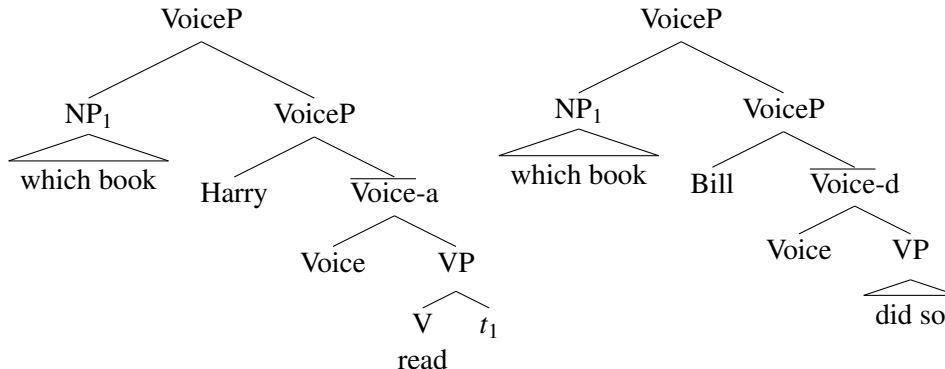 VoiceP VoiceP
NP₁ VoiceP NP₁ VoiceP
which book Harry Voice-a which book Bill Voice-d
Voice VP Voice VP
V t₁ did so
read